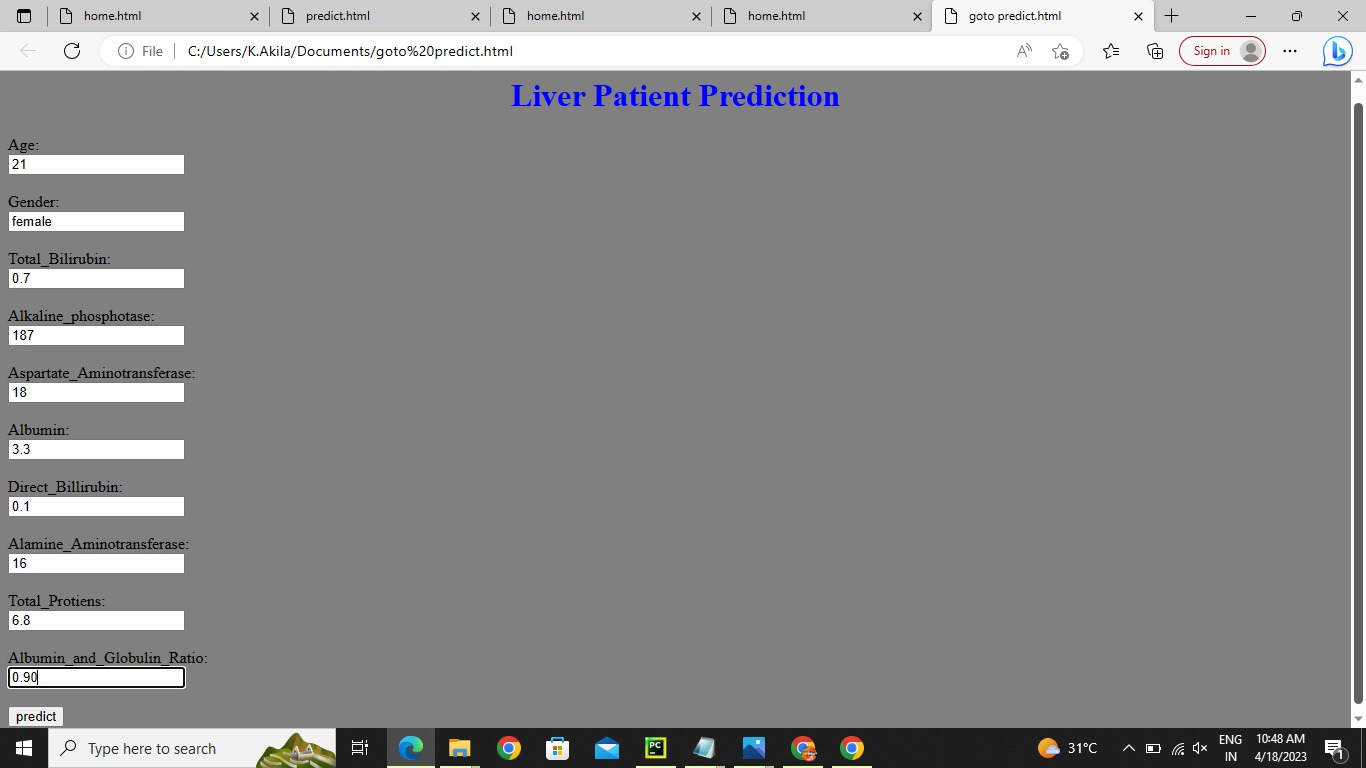 home.html
predict.html
home.html
home.html
goto predict.html
File
C:/Users/K.Akila/Documents/goto%20predict.html
Sign in
Liver Patient Prediction
Age:
21
Gender:
female
Total_Bilirubin:
0.7
Alkaline_phosphotase:
187
Aspartate_Aminotransferase:
18
Albumin:
3.3
Direct_Billirubin:
0.1
Alamine_Aminotransferase:
16
Total_Protiens:
6.8
Albumin_and_Globulin_Ratio:
0.90
predict
Type here to search
PC
31°C
ENG
IN
10:48 AM
4/18/2023
1